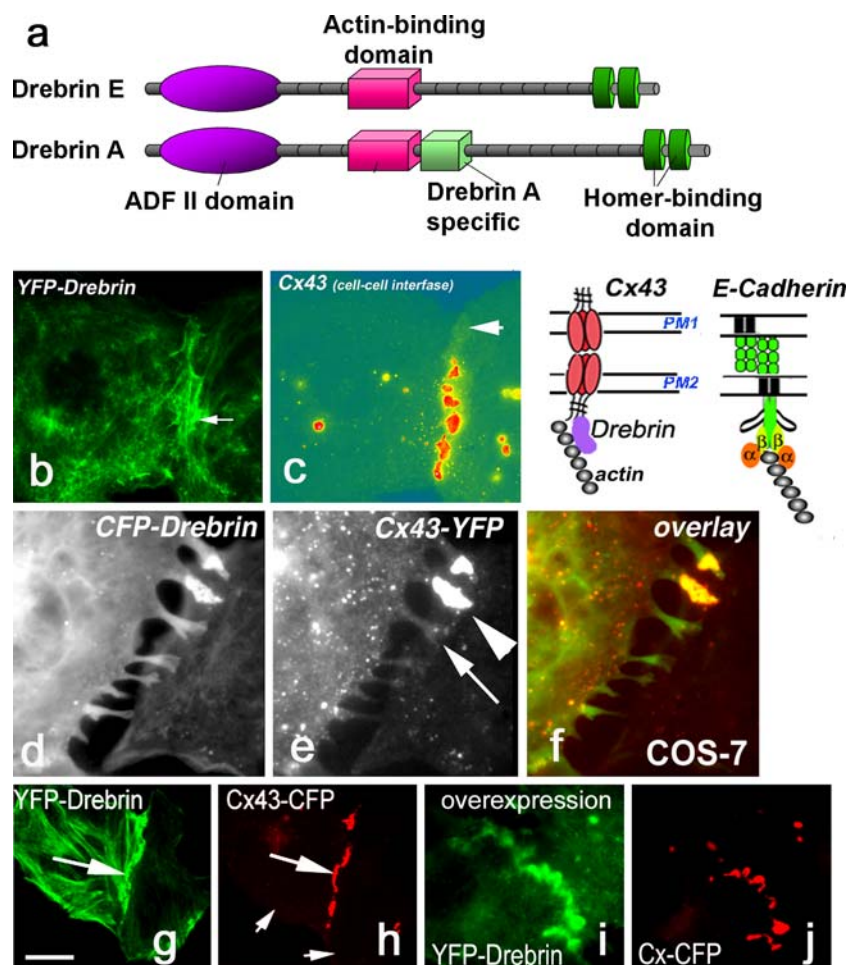 a
Actin-binding
domain
Drebrin E
Drebrin A
ADF II domain
Drebrin A
specific
Homer-binding
domain
YFP-Drebrin
b
Cx43 (cell-cell interfase)
c
Cx43
E-Cadherin
PM1
PM2
Drebrin
actin
β β
α α
CFP-Drebrin
d
Cx43-YFP
e
overlay
f
COS-7
YFP-Drebrin
g
Cx43-CFP
h
overexpression
i
YFP-Drebrin
j
Cx-CFP